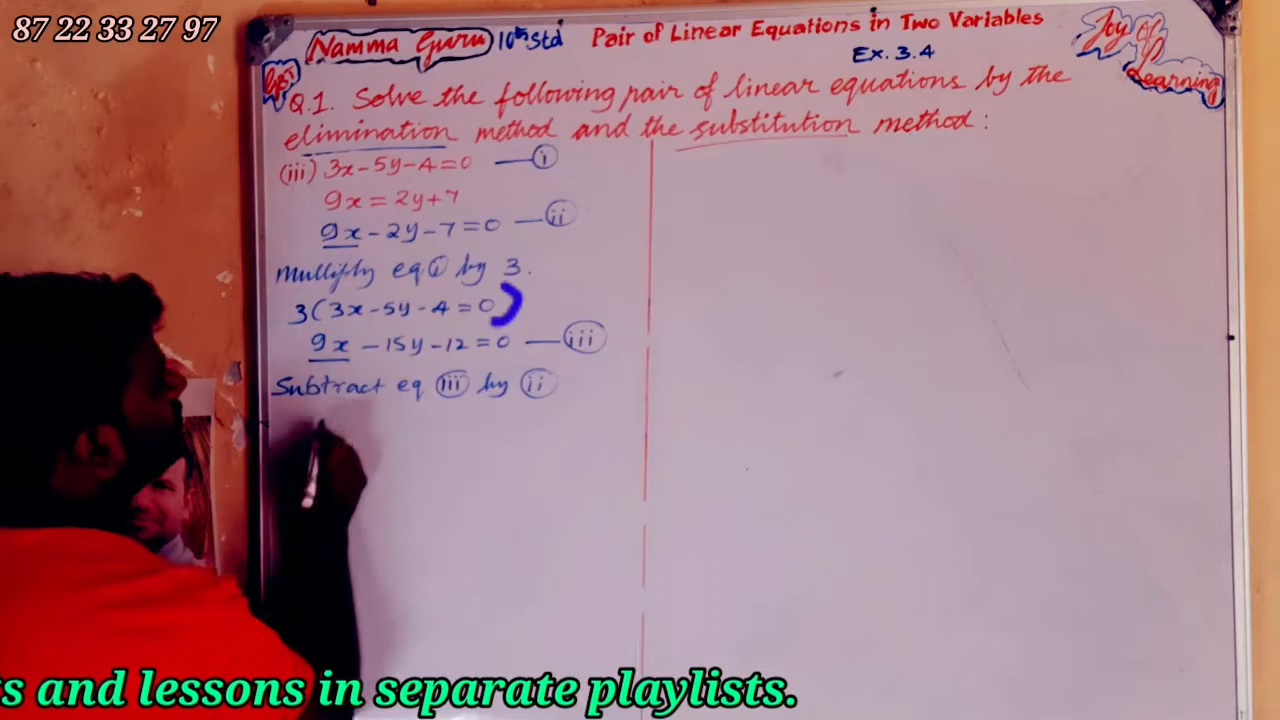 87 22 33 27 97
Namma Guru 10th Std Pair of Linear Equations in Two Variables
Ex. 3.4
Joy of
Learning
Q.1. Solve the following pair of linear equations by the
elimination method and the substitution method:
(iii) 3x-5y-4=0 —(i)
9x=2y+7
9x-2y-7=0 —(ii)
Multiply eq (i) by 3.
3(3x-5y-4=0)
9x-15y-12=0 —(iii)
Subtract eq (iii) by (ii)
s and lessons in separate playlists.